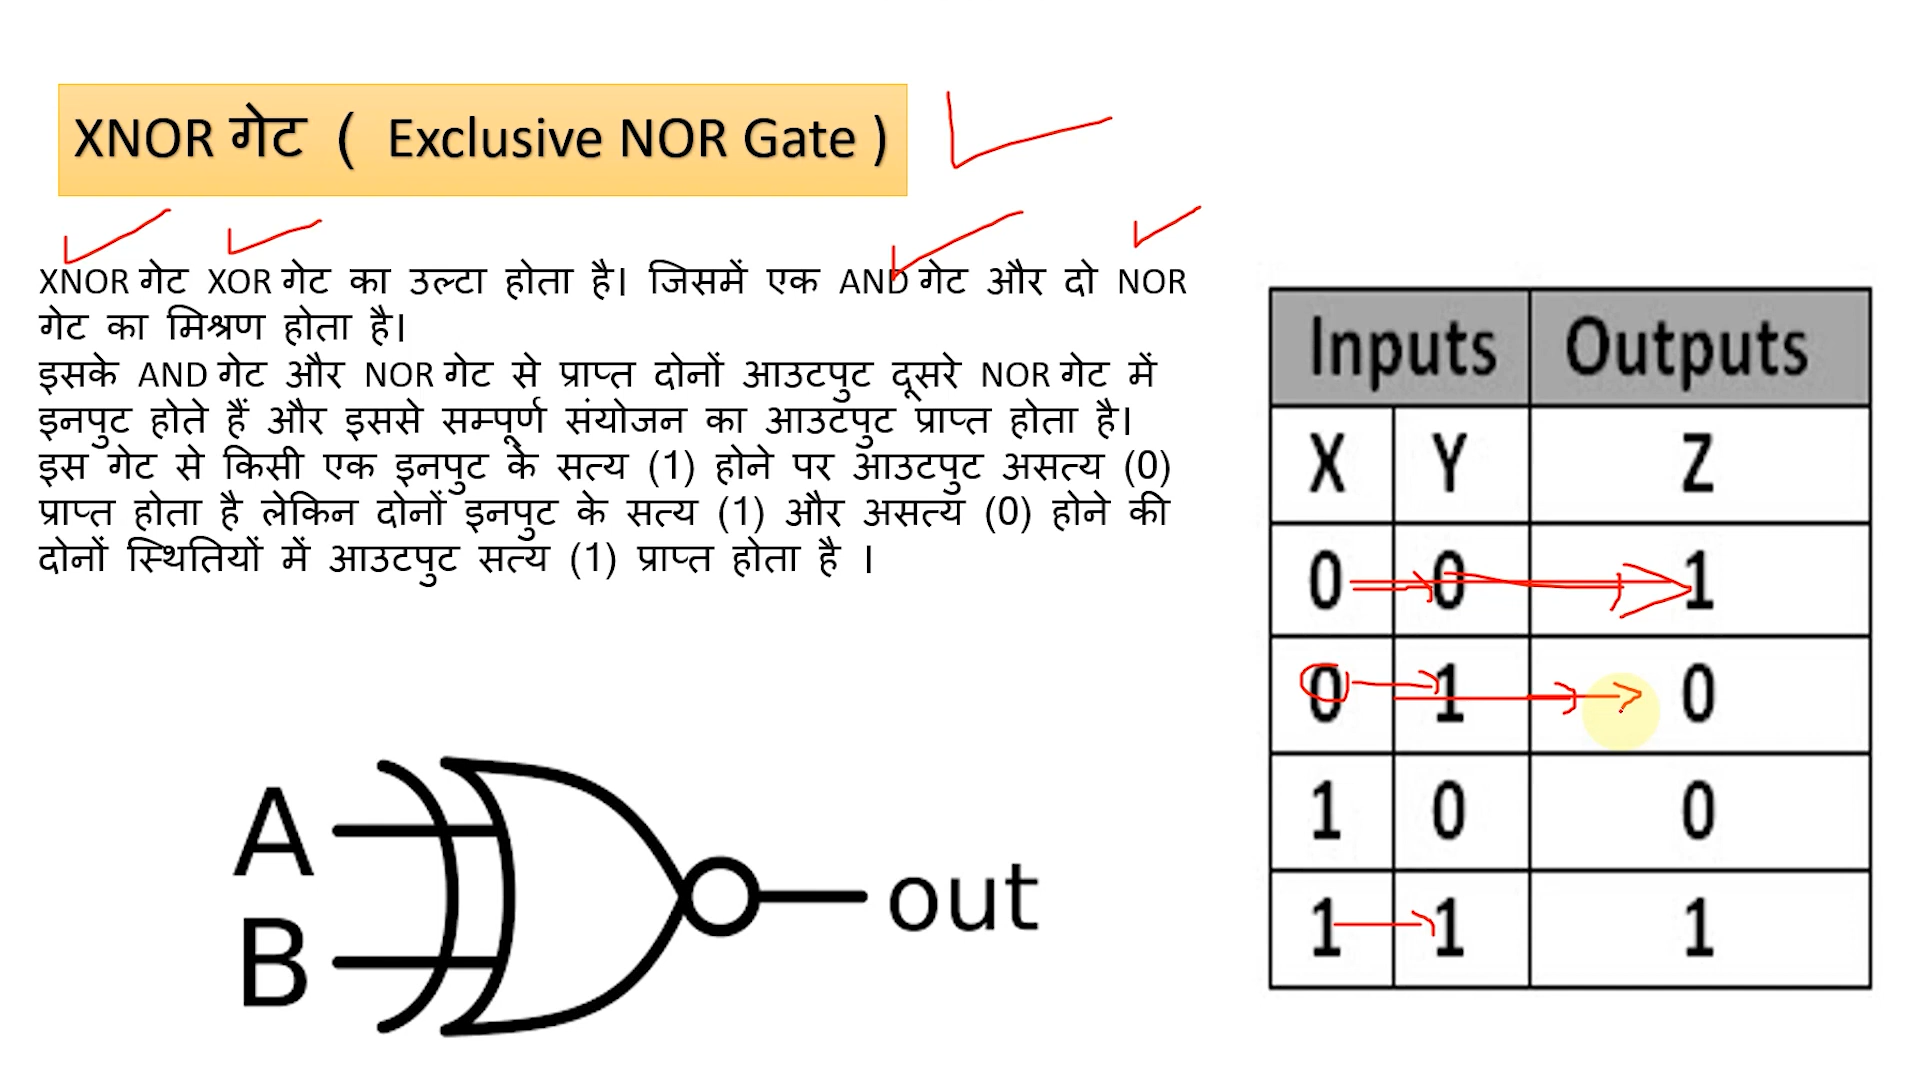 XNOR गेट ( Exclusive NOR Gate )
XNOR गेट XOR गेट का उल्टा होता है। जिसमें एक AND गेट और दो NOR
गेट का मिश्रण होता है।
इसके AND गेट और NOR गेट से प्राप्त दोनों आउटपुट दूसरे NOR गेट में
इनपुट होते हैं और इससे सम्पूर्ण संयोजन का आउटपुट प्राप्त होता है।
इस गेट से किसी एक इनपुट के सत्य (1) होने पर आउटपुट असत्य (0)
प्राप्त होता है लेकिन दोनों इनपुट के सत्य (1) और असत्य (0) होने की
दोनों स्थितियों में आउटपुट सत्य (1) प्राप्त होता है ।
A
B
out
Inputs Outputs
X Y Z
0 0 1
0 1 0
1 0 0
1 1 1